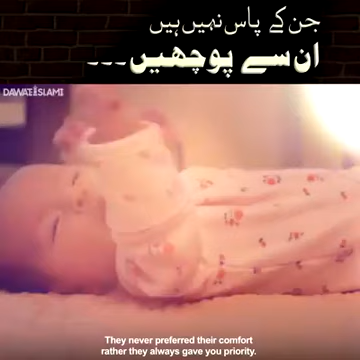 جن کے پاس نہیں ہیں
ان سے پوچھیں۔۔۔
DAWATEISLAMI
They never preferred their comfort
rather they always gave you priority.